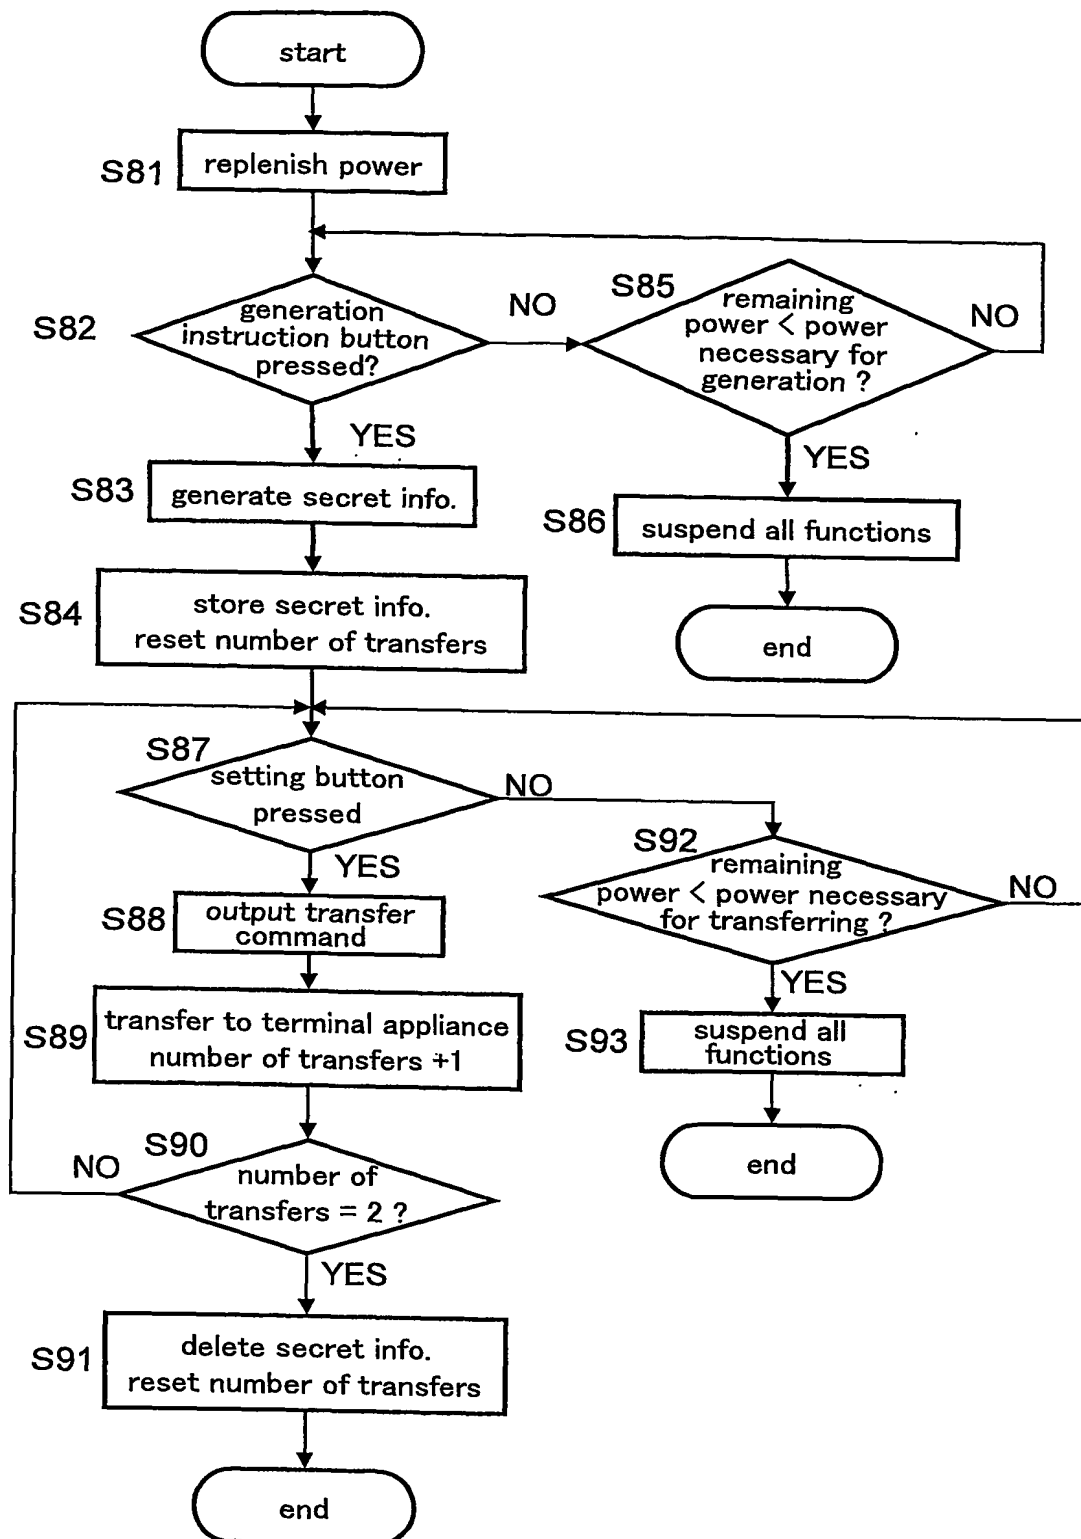 start
S81
replenish power
S82
generation
instruction button
pressed?
NO
S85
remaining
power < power
necessary for
generation ?
NO
YES
YES
S83
generate secret info.
S86
suspend all functions
S84
store secret info.
reset number of transfers
end
S87
setting button
pressed
NO
S92
remaining
power < power necessary
for transferring ?
NO
YES
S88
output transfer
command
YES
S89
transfer to terminal appliance
number of transfers +1
S93
suspend all
functions
S90
NO
number of
transfers = 2 ?
end
YES
S91
delete secret info.
reset number of transfers
end